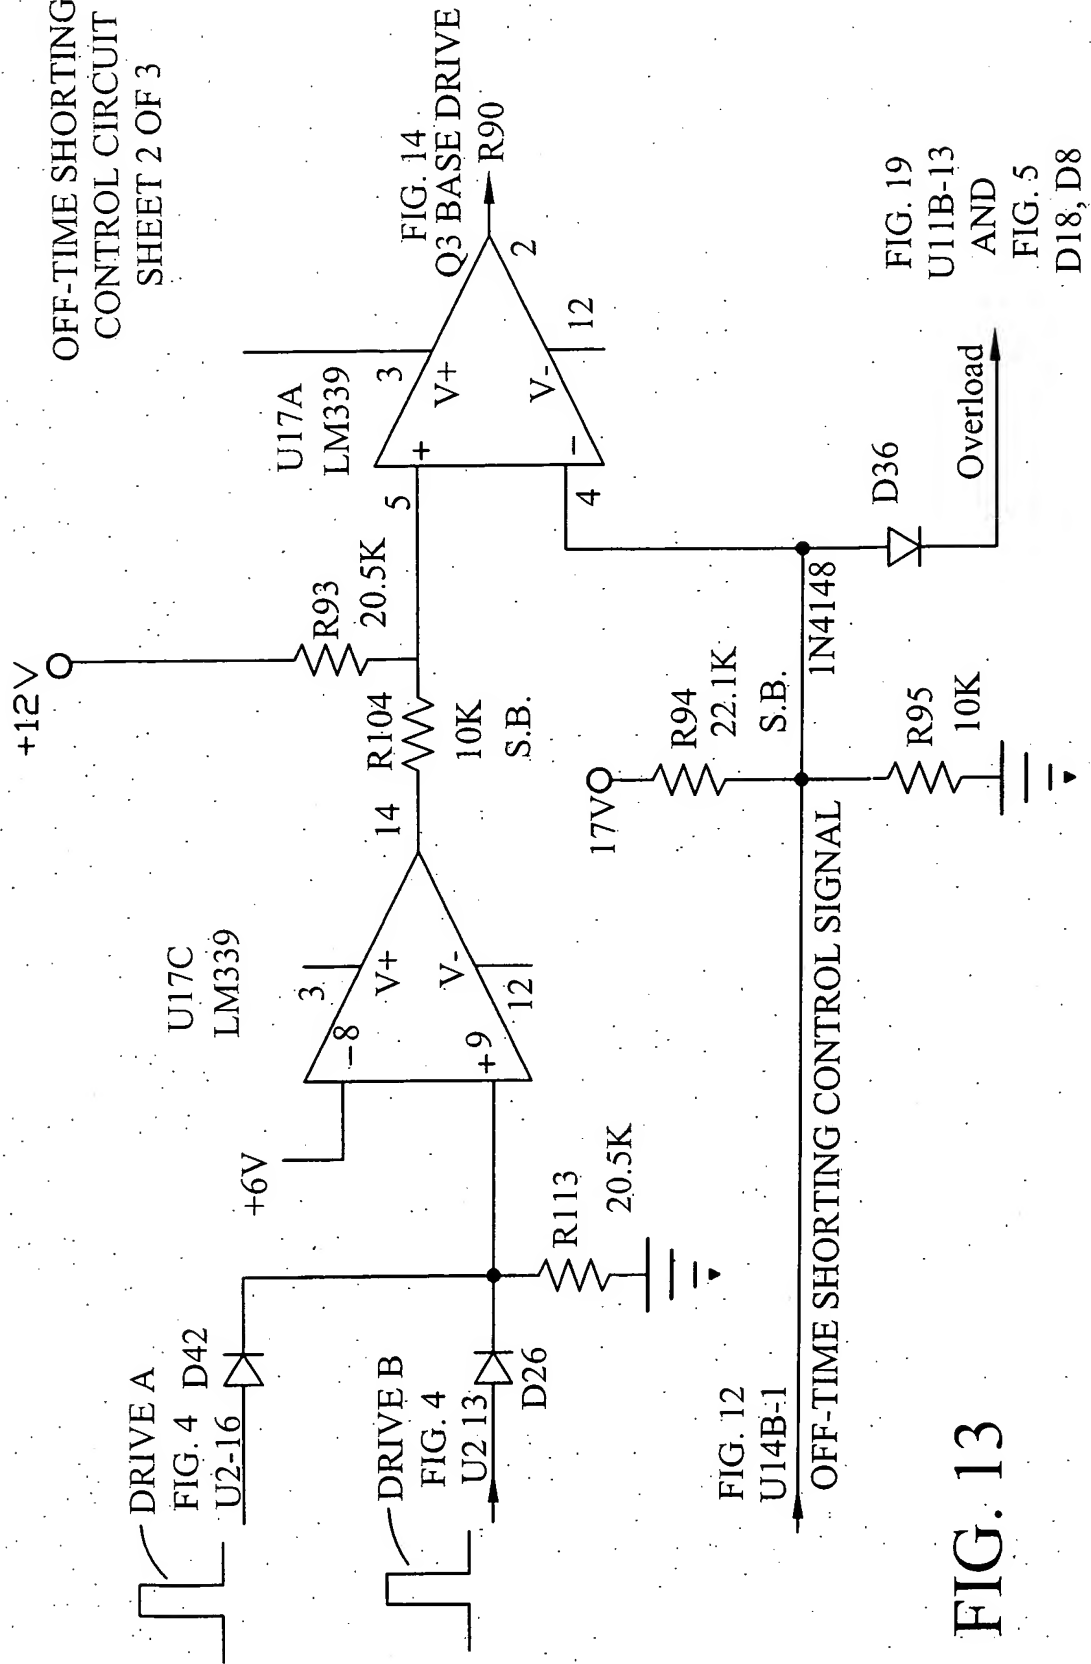 OFF-TIME SHORTING
CONTROL CIRCUIT
SHEET 2 OF 3
DRIVE A
FIG. 4
U2-16
D42
DRIVE B
FIG. 4
U2 13
D26
+6V
R113
20.5K
U17C
LM339
3
V+
-8
+9
V-
12
14
R104
10K
S.B.
+12V
R93
20.5K
5
U17A
LM339
3
V+
+
-
V-
12
4
2
FIG. 14
Q3 BASE DRIVE
R90
FIG. 12
U14B-1
OFF-TIME SHORTING CONTROL SIGNAL
17V
R94
22.1K
S.B.
R95
10K
1N4148
D36
Overload
FIG. 19
U11B-13
AND
FIG. 5
D18, D8
FIG. 13